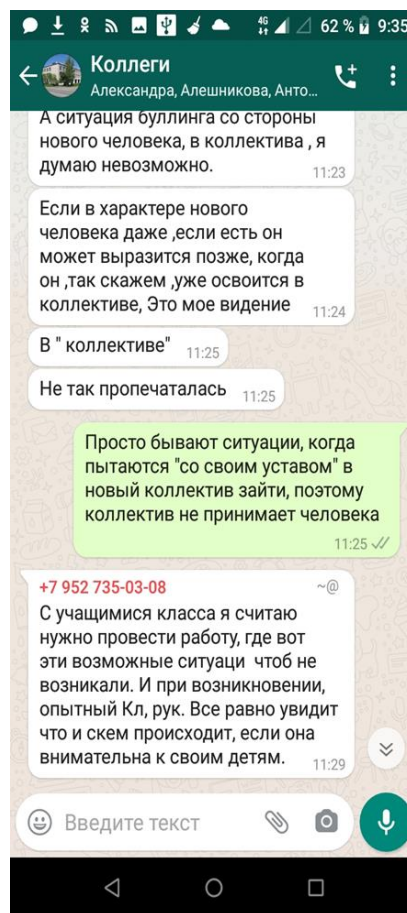 4G 62 % 9:35
Коллеги
Александра, Алешникова, Анто...
А ситуация буллинга со стороны
нового человека, в коллектива , я
думаю невозможно.
11:23
Если в характере нового
человека даже ,если есть он
может выразится позже, когда
он ,так скажем ,уже освоится в
коллективе, Это мое видение
11:24
В " коллективе"
11:25
Не так пропечаталась
11:25
Просто бывают ситуации, когда
пытаются "со своим уставом" в
новый коллектив зайти, поэтому
коллектив не принимает человека
11:25
+7 952 735-03-08 ~@
С учащимися класса я считаю
нужно провести работу, где вот
эти возможные ситуаци чтоб не
возникали. И при возникновении,
опытный Кл, рук. Все равно увидит
что и скем происходит, если она
внимательна к своим детям.
11:29
Введите текст